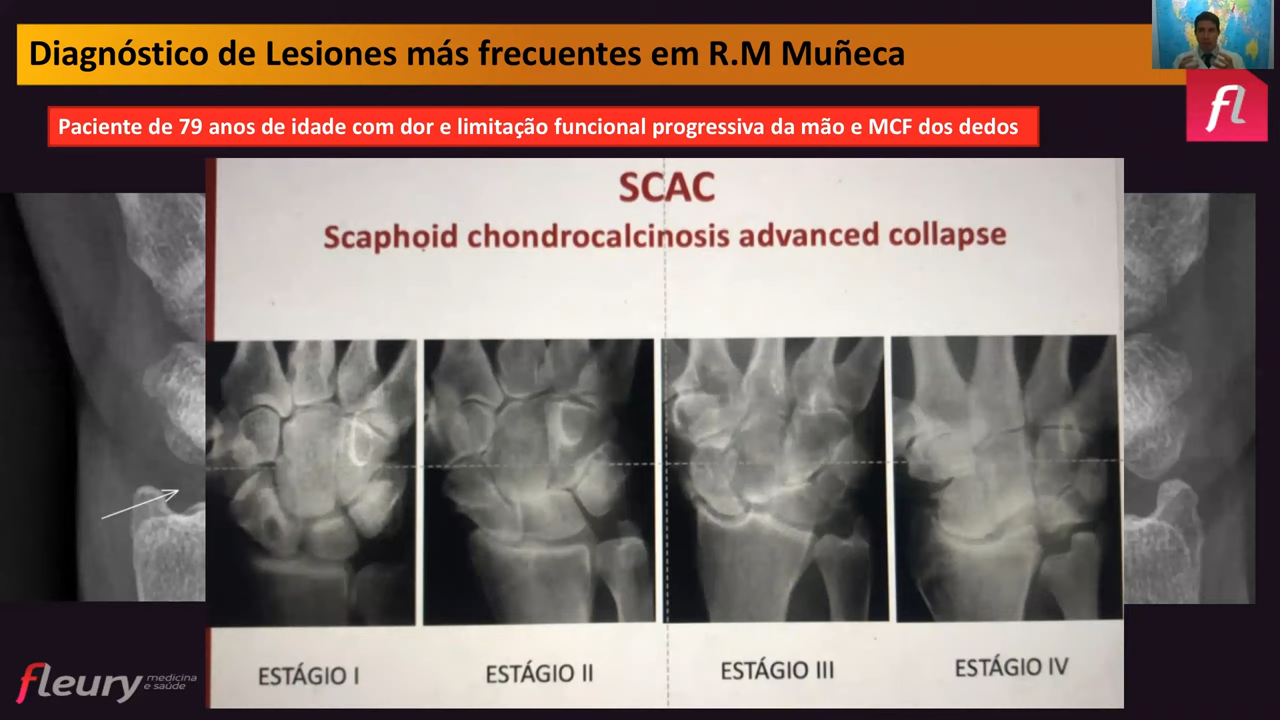 Diagnóstico de Lesiones más frecuentes em R.M Muñeca
fl
Paciente de 79 anos de idade com dor e limitação funcional progressiva da mão e MCF dos dedos
SCAC
Scaphoid chondrocalcinosis advanced collapse
ESTÁGIO I
ESTÁGIO II
ESTÁGIO III
ESTÁGIO IV
fleury medicina
e saúde